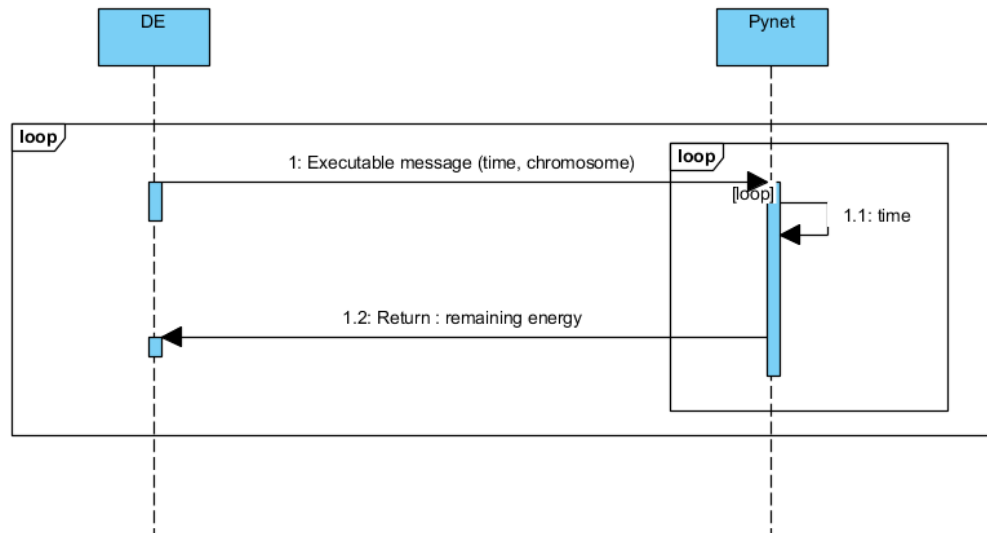 DE
Pynet
loop
loop
1: Executable message (time, chromosome)
[loop]
1.1: time
1.2: Return : remaining energy